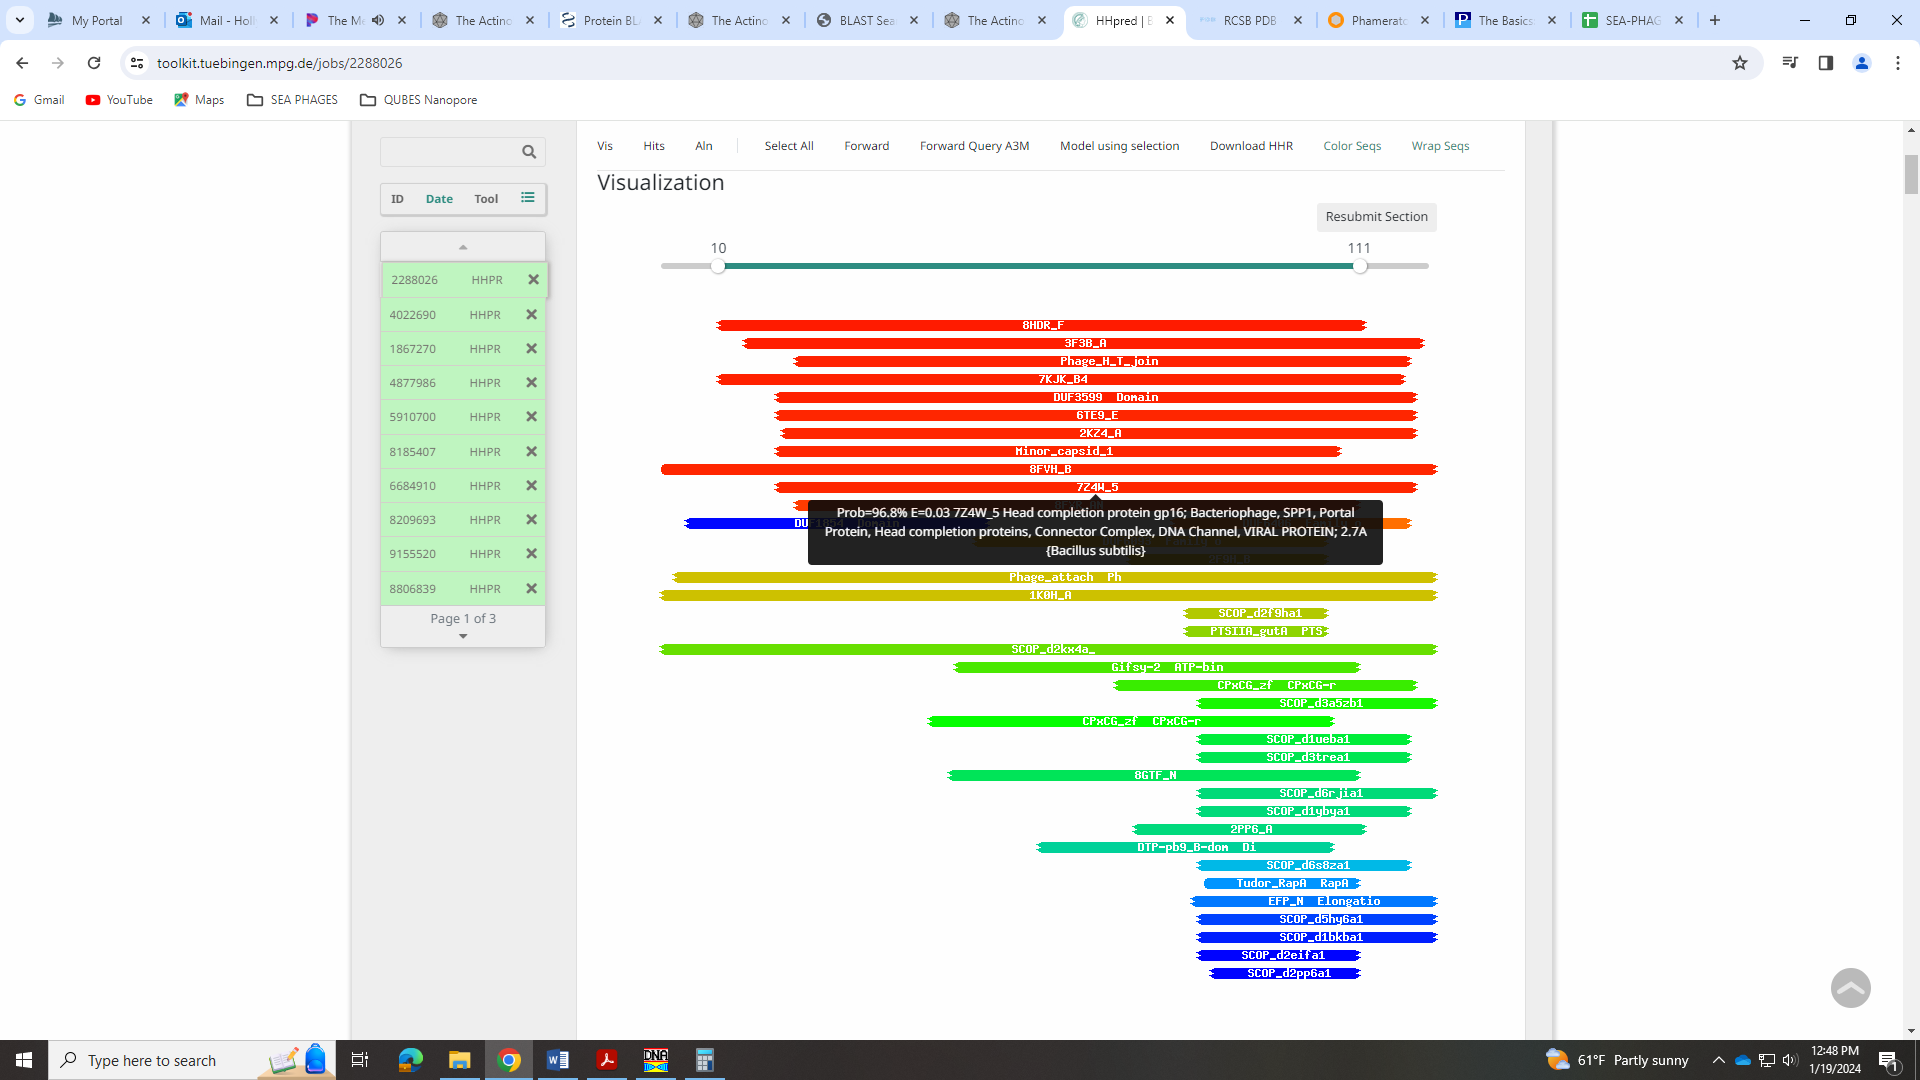 My Portal
Mail - Holl
The Me
The Actino
Protein BLA
The Actino
BLAST Sea
The Actino
HHpred | B
RCSB PDB
Phamerato
The Basics
SEA-PHAG
toolkit.tuebingen.mpg.de/jobs/2288026
Gmail
YouTube
Maps
SEA PHAGES
QUBES Nanopore
Vis Hits Aln Select All Forward Forward Query A3M Model using selection Download HHR Color Seqs Wrap Seqs
Visualization
Resubmit Section
10 111
ID Date Tool
2288026 HHPR
4022690 HHPR
1867270 HHPR
4877986 HHPR
5910700 HHPR
8185407 HHPR
6684910 HHPR
8209693 HHPR
9155520 HHPR
8806839 HHPR
Page 1 of 3
8HDR_F
3F3B_A
Phage_H_T_join
7KJK_B4
DUF3599 Domain
6TE9_E
2KZ4_A
Minor_capsid_1
8FVH_B
7Z4W_5
Prob=96.8% E=0.03 7Z4W_5 Head completion protein gp16; Bacteriophage, SPP1, Portal
Protein, Head completion proteins, Connector Complex, DNA Channel, VIRAL PROTEIN; 2.7A
{Bacillus subtilis}
Phage_attach Ph
1K0H_A
SCOP_d2f9ha1
PTSIIA_gutA PTS
SCOP_d2kx4a_
Gifsy-2 ATP-bin
CPxCG_zf CPxCG-r
SCOP_d3a5zb1
CPxCG_zf CPxCG-r
SCOP_d1ueba1
SCOP_d3trea1
8GTF_N
SCOP_d6rjia1
SCOP_d1ybya1
2PP6_A
DTP-pb9_B-dom Di
SCOP_d6s8za1
Tudor_RapA RapA
EFP_N Elongatio
SCOP_d5hy6a1
SCOP_d1bkba1
SCOP_d2eifa1
SCOP_d2pp6a1
Type here to search
DNA
61°F Partly sunny
12:48 PM
1/19/2024
1